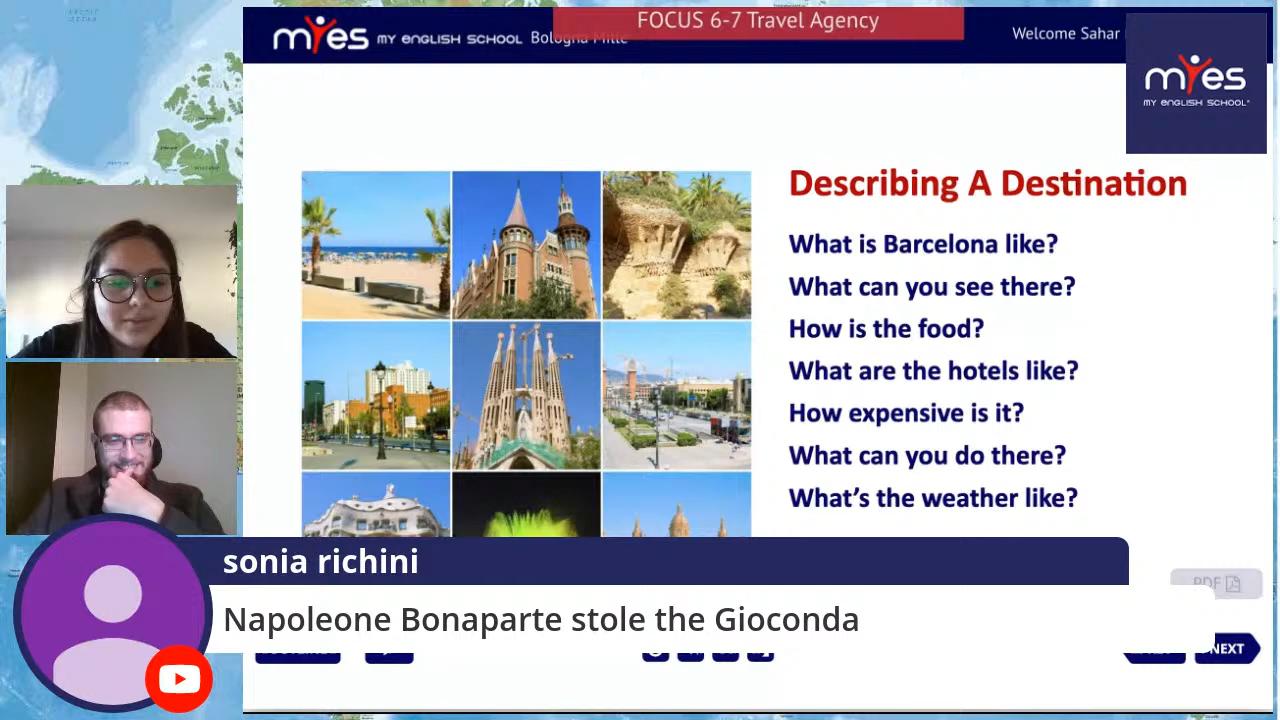 FOCUS 6-7 Travel Agency
myes MY ENGLISH SCHOOL Bologna Mille
Welcome Sahar
myes
MY ENGLISH SCHOOL
Describing A Destination
What is Barcelona like?
What can you see there?
How is the food?
What are the hotels like?
How expensive is it?
What can you do there?
What's the weather like?
sonia richini
PDF
Napoleone Bonaparte stole the Gioconda
NEXT